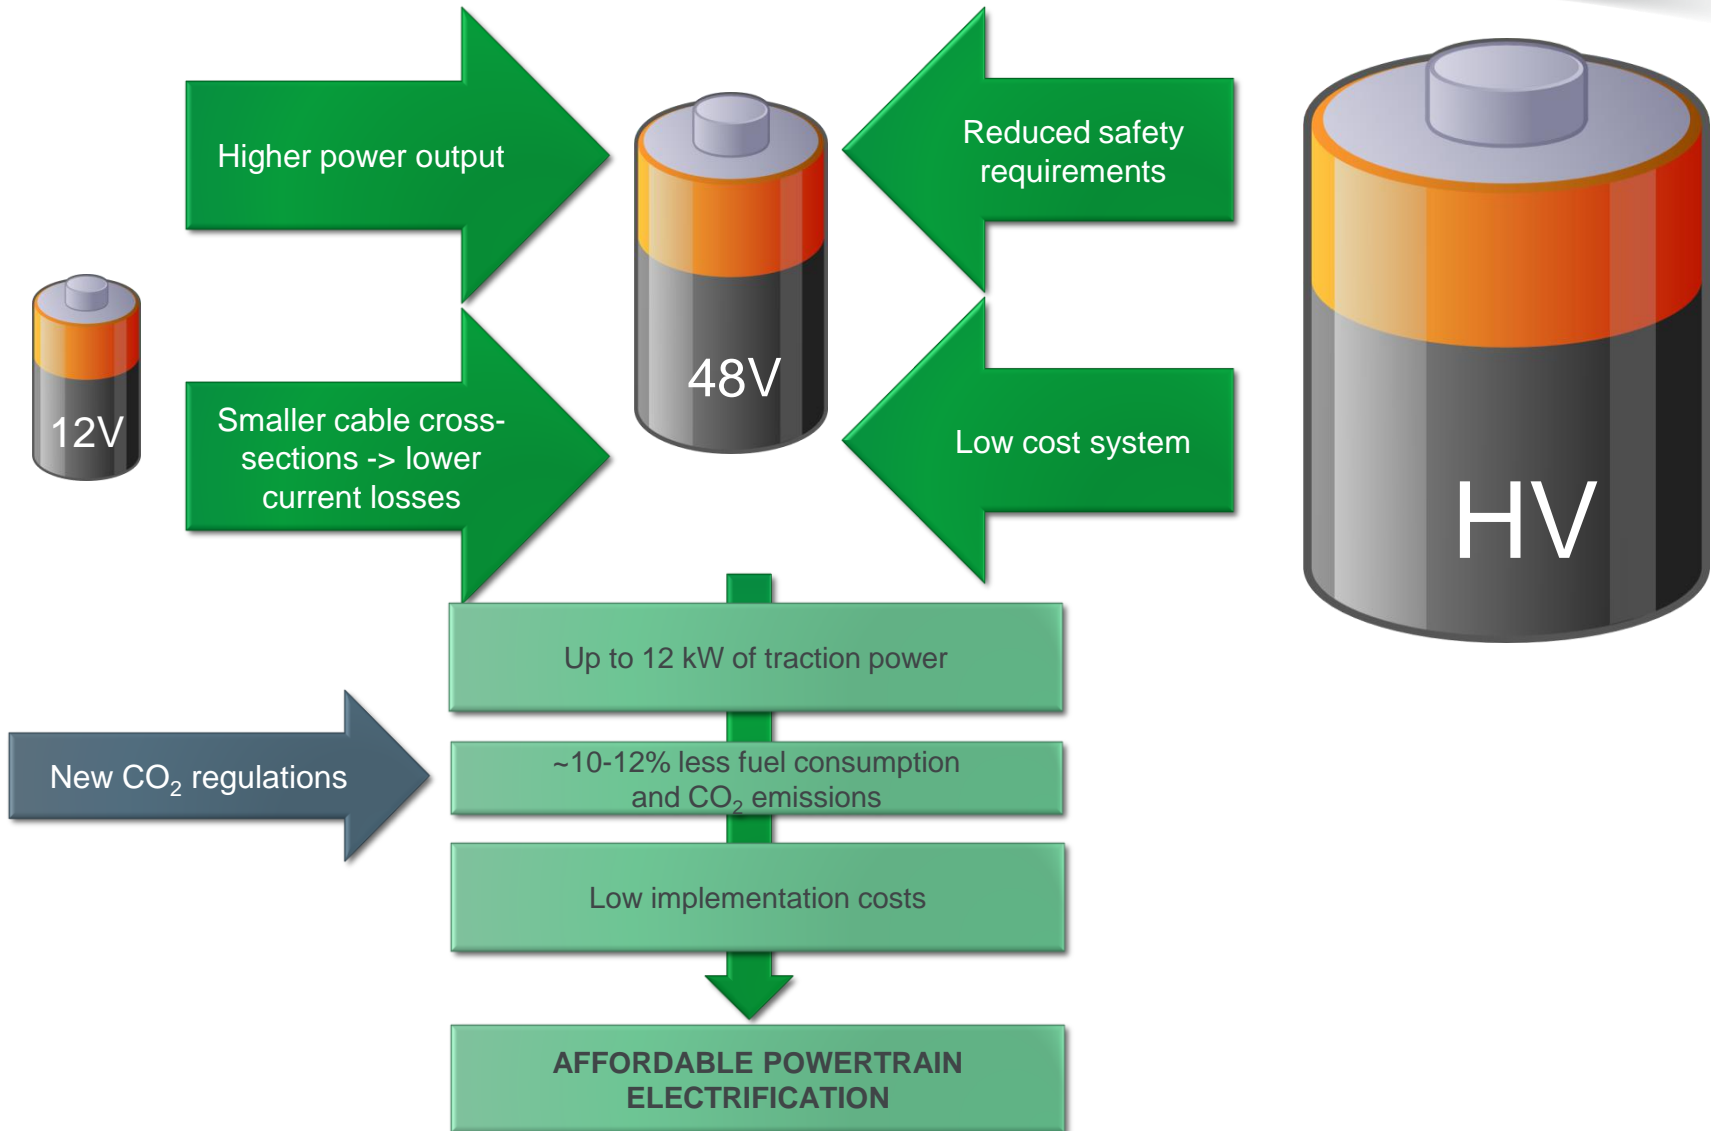 Higher power output
Reduced safety
requirements
12V
48V
HV
Smaller cable cross-
sections -> lower
current losses
Low cost system
Up to 12 kW of traction power
New CO₂ regulations
~10-12% less fuel consumption
and CO₂ emissions
Low implementation costs
AFFORDABLE POWERTRAIN
ELECTRIFICATION